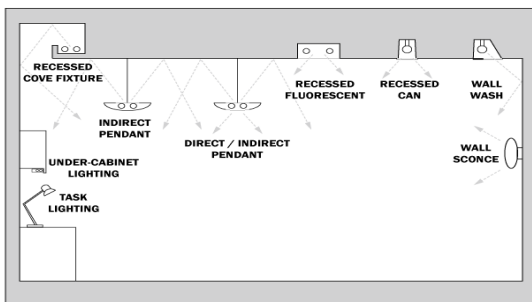 RECESSED
COVE FIXTURE
INDIRECT
PENDANT
DIRECT / INDIRECT
PENDANT
RECESSED
FLUORESCENT
RECESSED
CAN
WALL
WASH
WALL
SCONCE
UNDER-CABINET
LIGHTING
TASK
LIGHTING